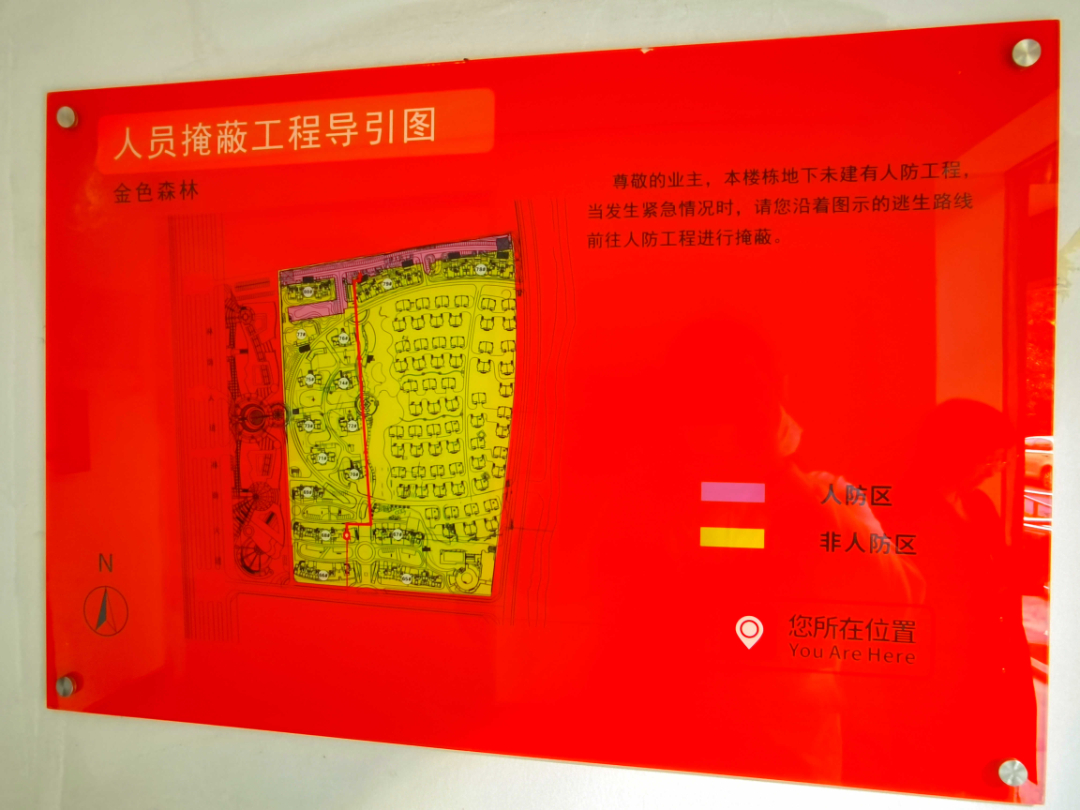 人员掩蔽工程导引图
金色森林
尊敬的业主，本楼栋地下未建有人防工程，
当发生紧急情况时，请您沿着图示的逃生路线
前往人防工程进行掩蔽。
人防区
非人防区
N
您所在位置
You Are Here